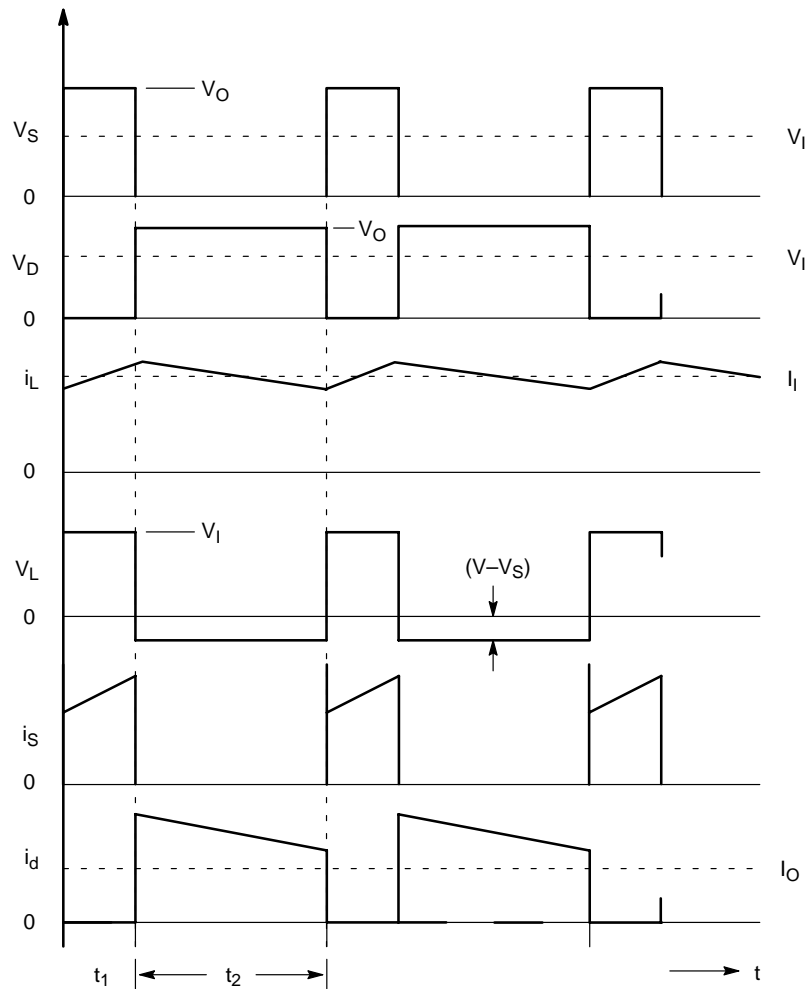 V_O
V_S V_I
0
V_O
V_D V_I
0
i_L I_I
0
V_I
(V–V_S)
V_L
0
i_S
0
i_d I_O
0
t_1 t_2 t